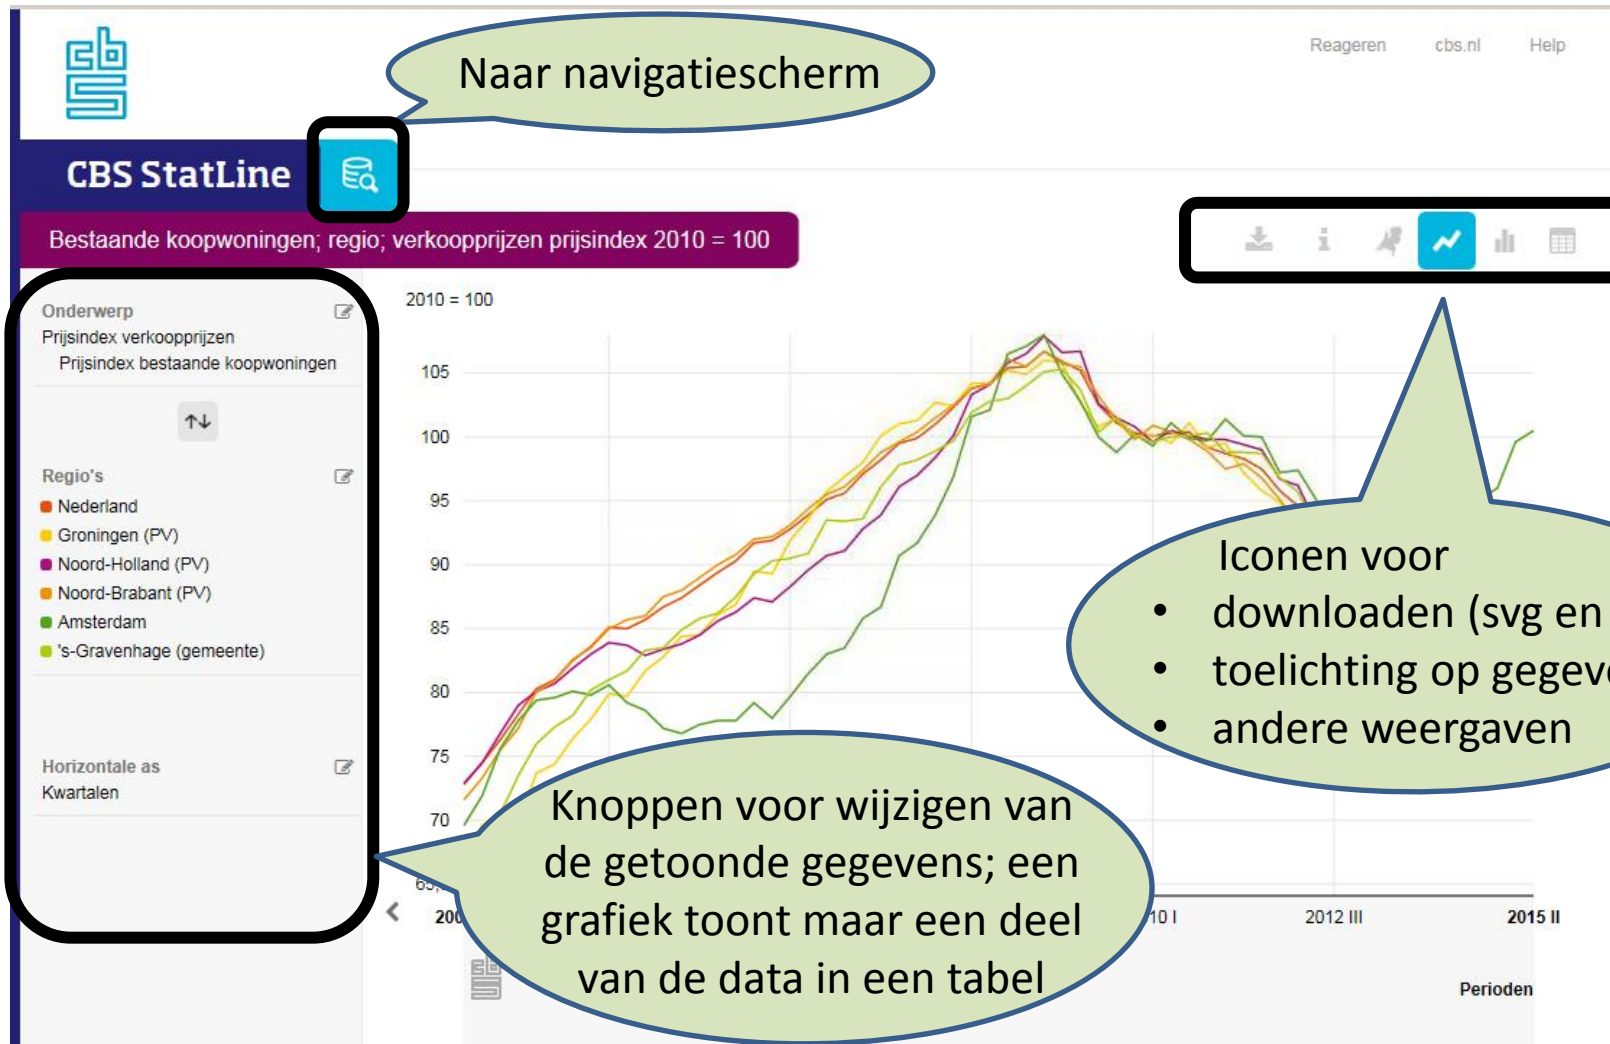 cbs
Naar navigatiescherm
Reageren cbs.nl Help
CBS StatLine
Bestaande koopwoningen; regio; verkoopprijzen prijsindex 2010 = 100
Onderwerp
Prijsindex verkoopprijzen
Prijsindex bestaande koopwoningen
Regio's
Nederland
Groningen (PV)
Noord-Holland (PV)
Noord-Brabant (PV)
Amsterdam
's-Gravenhage (gemeente)
Horizontale as
Kwartalen
2010 = 100
105
100
95
90
85
80
75
70
Iconen voor
• downloaden (svg en
• toelichting op
• andere weergaven
Knoppen voor wijzigen van
de getoonde gegevens; een
grafiek toont maar een deel
van de data in een tabel
2012 III
2015 II
Perioden